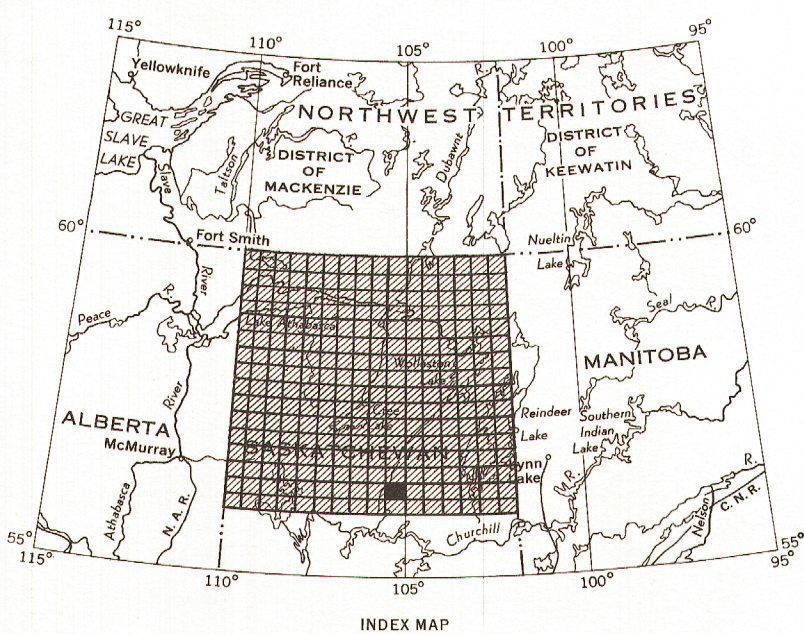 115°
110°
105°
100°
95°
Yellowknife
Fort
Reliance
GREAT
SLAVE
LAKE
NORTHWEST TERRITORIES
DISTRICT
OF
MACKENZIE
DISTRICT
OF
KEEWATIN
R.
Dubawnt
Taltson
Slave
River
60°
Fort Smith
60°
Nueltin
Lake
Peace
R.
Lake Athabasca
Seal R.
Wollaston
Lake
MANITOBA
Cree
Lake
River
ALBERTA
McMurray
SASKATCHEWAN
Reindeer
Lake
Southern
Indian
Lake
Lynn
Lake
Athabasca
N. A. R.
M.R.
R.
Nelson
C. N. R.
Churchill
55°
115°
110°
105°
100°
55°
95°
INDEX MAP